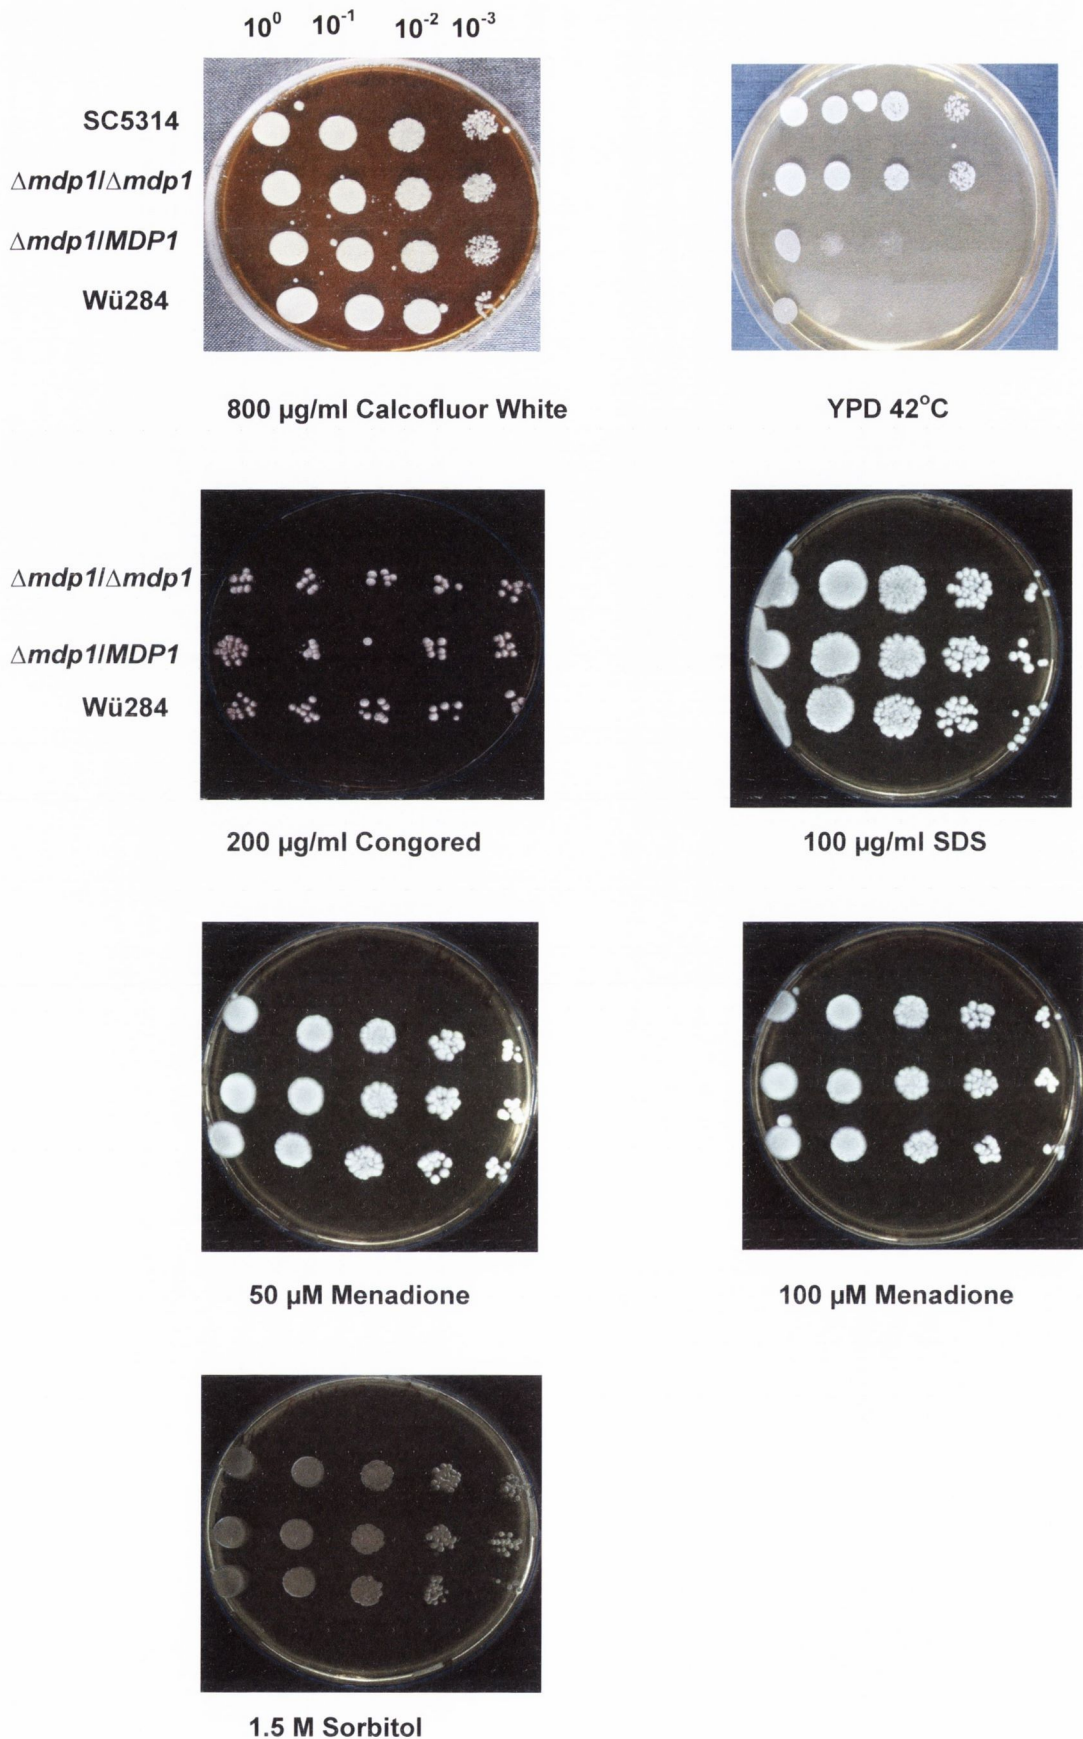 10⁰ 10⁻¹ 10⁻² 10⁻³
SC5314
Δmdp1/Δmdp1
Δmdp1/MDP1
Wü284
800 µg/ml Calcofluor White
YPD 42°C
Δmdp1/Δmdp1
Δmdp1/MDP1
Wü284
200 µg/ml Congored
100 µg/ml SDS
50 µM Menadione
100 µM Menadione
1.5 M Sorbitol